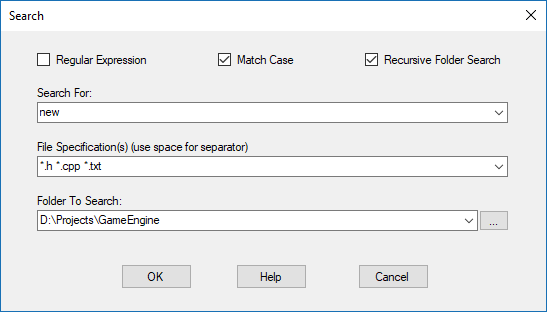 Search
Regular Expression
Match Case
Recursive Folder Search
Search For:
new
File Specification(s) (use space for separator)
*.h *.cpp *.txt
Folder To Search:
D:\Projects\GameEngine
...
OK
Help
Cancel